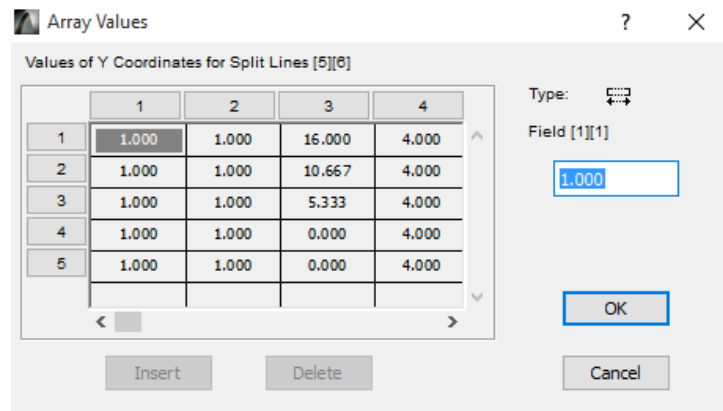 Array Values
Values of Y Coordinates for Split Lines [5][6]
1 2 3 4
1 1.000 1.000 16.000 4.000
2 1.000 1.000 10.667 4.000
3 1.000 1.000 5.333 4.000
4 1.000 1.000 0.000 4.000
5 1.000 1.000 0.000 4.000
Type:
Field [1][1]
1.000
Insert Delete
OK
Cancel